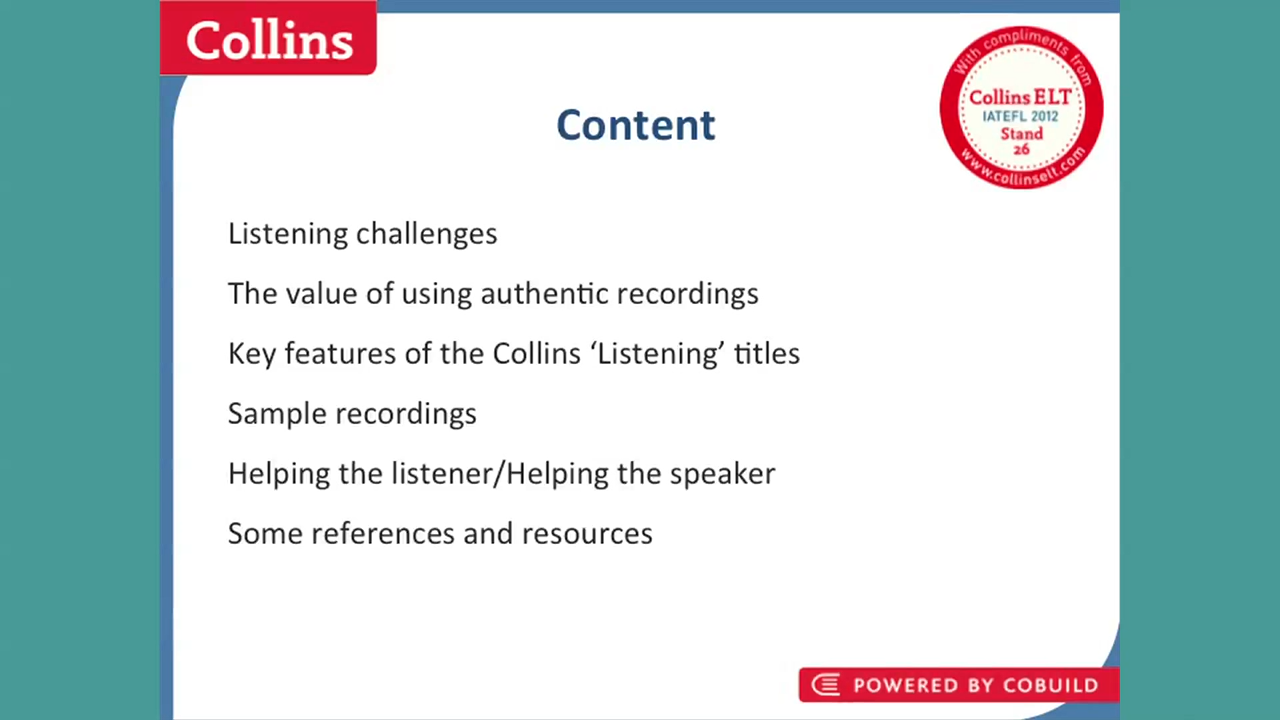 Collins
With compliments from
Collins ELT
IATEFL 2012
Stand
26
www.collinselt.com
Content
Listening challenges
The value of using authentic recordings
Key features of the Collins ‘Listening’ titles
Sample recordings
Helping the listener/Helping the speaker
Some references and resources
POWERED BY COBUILD